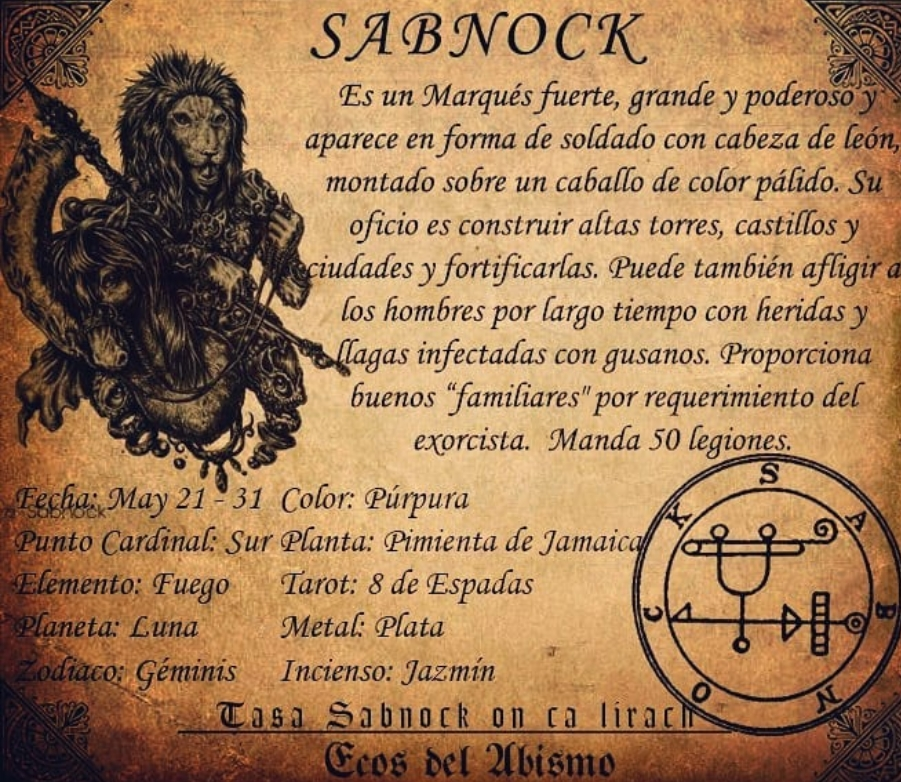 SABNOCK
Es un Marqués fuerte, grande y poderoso y
aparece en forma de soldado con cabeza de león,
montado sobre un caballo de color pálido. Su
oficio es construir altas torres, castillos y
ciudades y fortificarlas. Puede también afligir a
los hombres por largo tiempo con heridas y
llagas infectadas con gusanos. Proporciona
buenos “familiares" por requerimiento del
exorcista. Manda 50 legiones.
Fecha: May 21 - 31 Color: Púrpura
Sabnock
Punto Cardinal: Sur Planta: Pimienta de Jamaica
Elemento: Fuego Tarot: 8 de Espadas
Planeta: Luna Metal: Plata
Zodiaco: Géminis Incienso: Jazmín
S A B N O C K
Tasa Sabnock on ca lirach
Ecos del Abismo